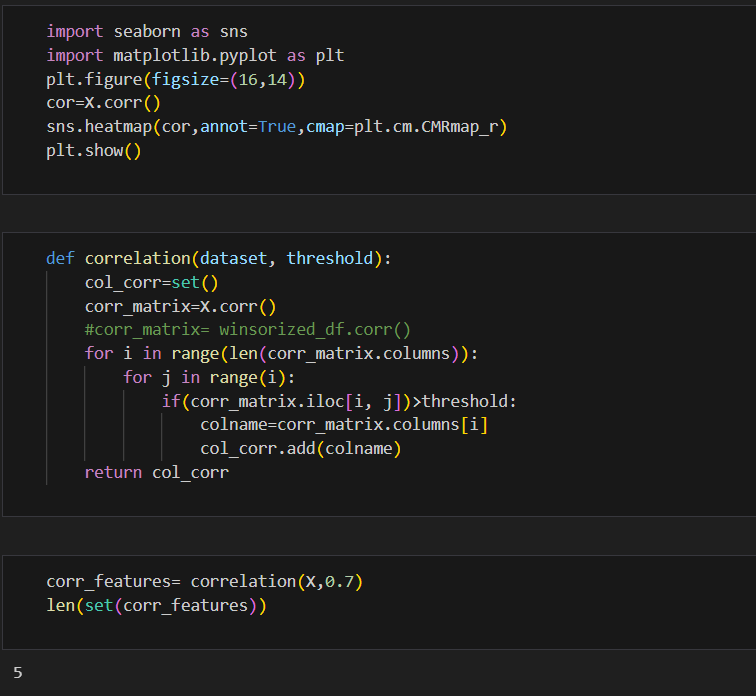 import seaborn as sns
import matplotlib.pyplot as plt
plt.figure(figsize=(16,14))
cor=X.corr()
sns.heatmap(cor,annot=True,cmap=plt.cm.CMRmap_r)
plt.show()
def correlation(dataset, threshold):
    col_corr=set()
    corr_matrix=X.corr()
    #corr_matrix= winsorized_df.corr()
    for i in range(len(corr_matrix.columns)):
        for j in range(i):
            if(corr_matrix.iloc[i, j])>threshold:
                colname=corr_matrix.columns[i]
                col_corr.add(colname)
    return col_corr
corr_features= correlation(X,0.7)
len(set(corr_features))
5